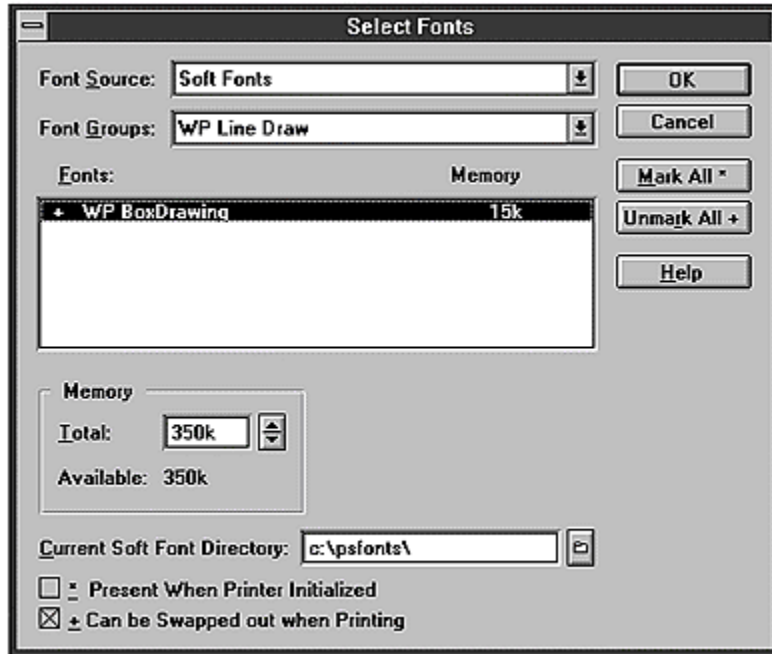 Select Fonts
Font Source: Soft Fonts
OK
Font Groups: WP Line Draw
Cancel
Fonts: Memory
Mark All *
+ WP BoxDrawing 15k
Unmark All +
Help
Memory
Total: 350k
Available: 350k
Current Soft Font Directory: c:\psfonts\
* Present When Printer Initialized
+ Can be Swapped out when Printing